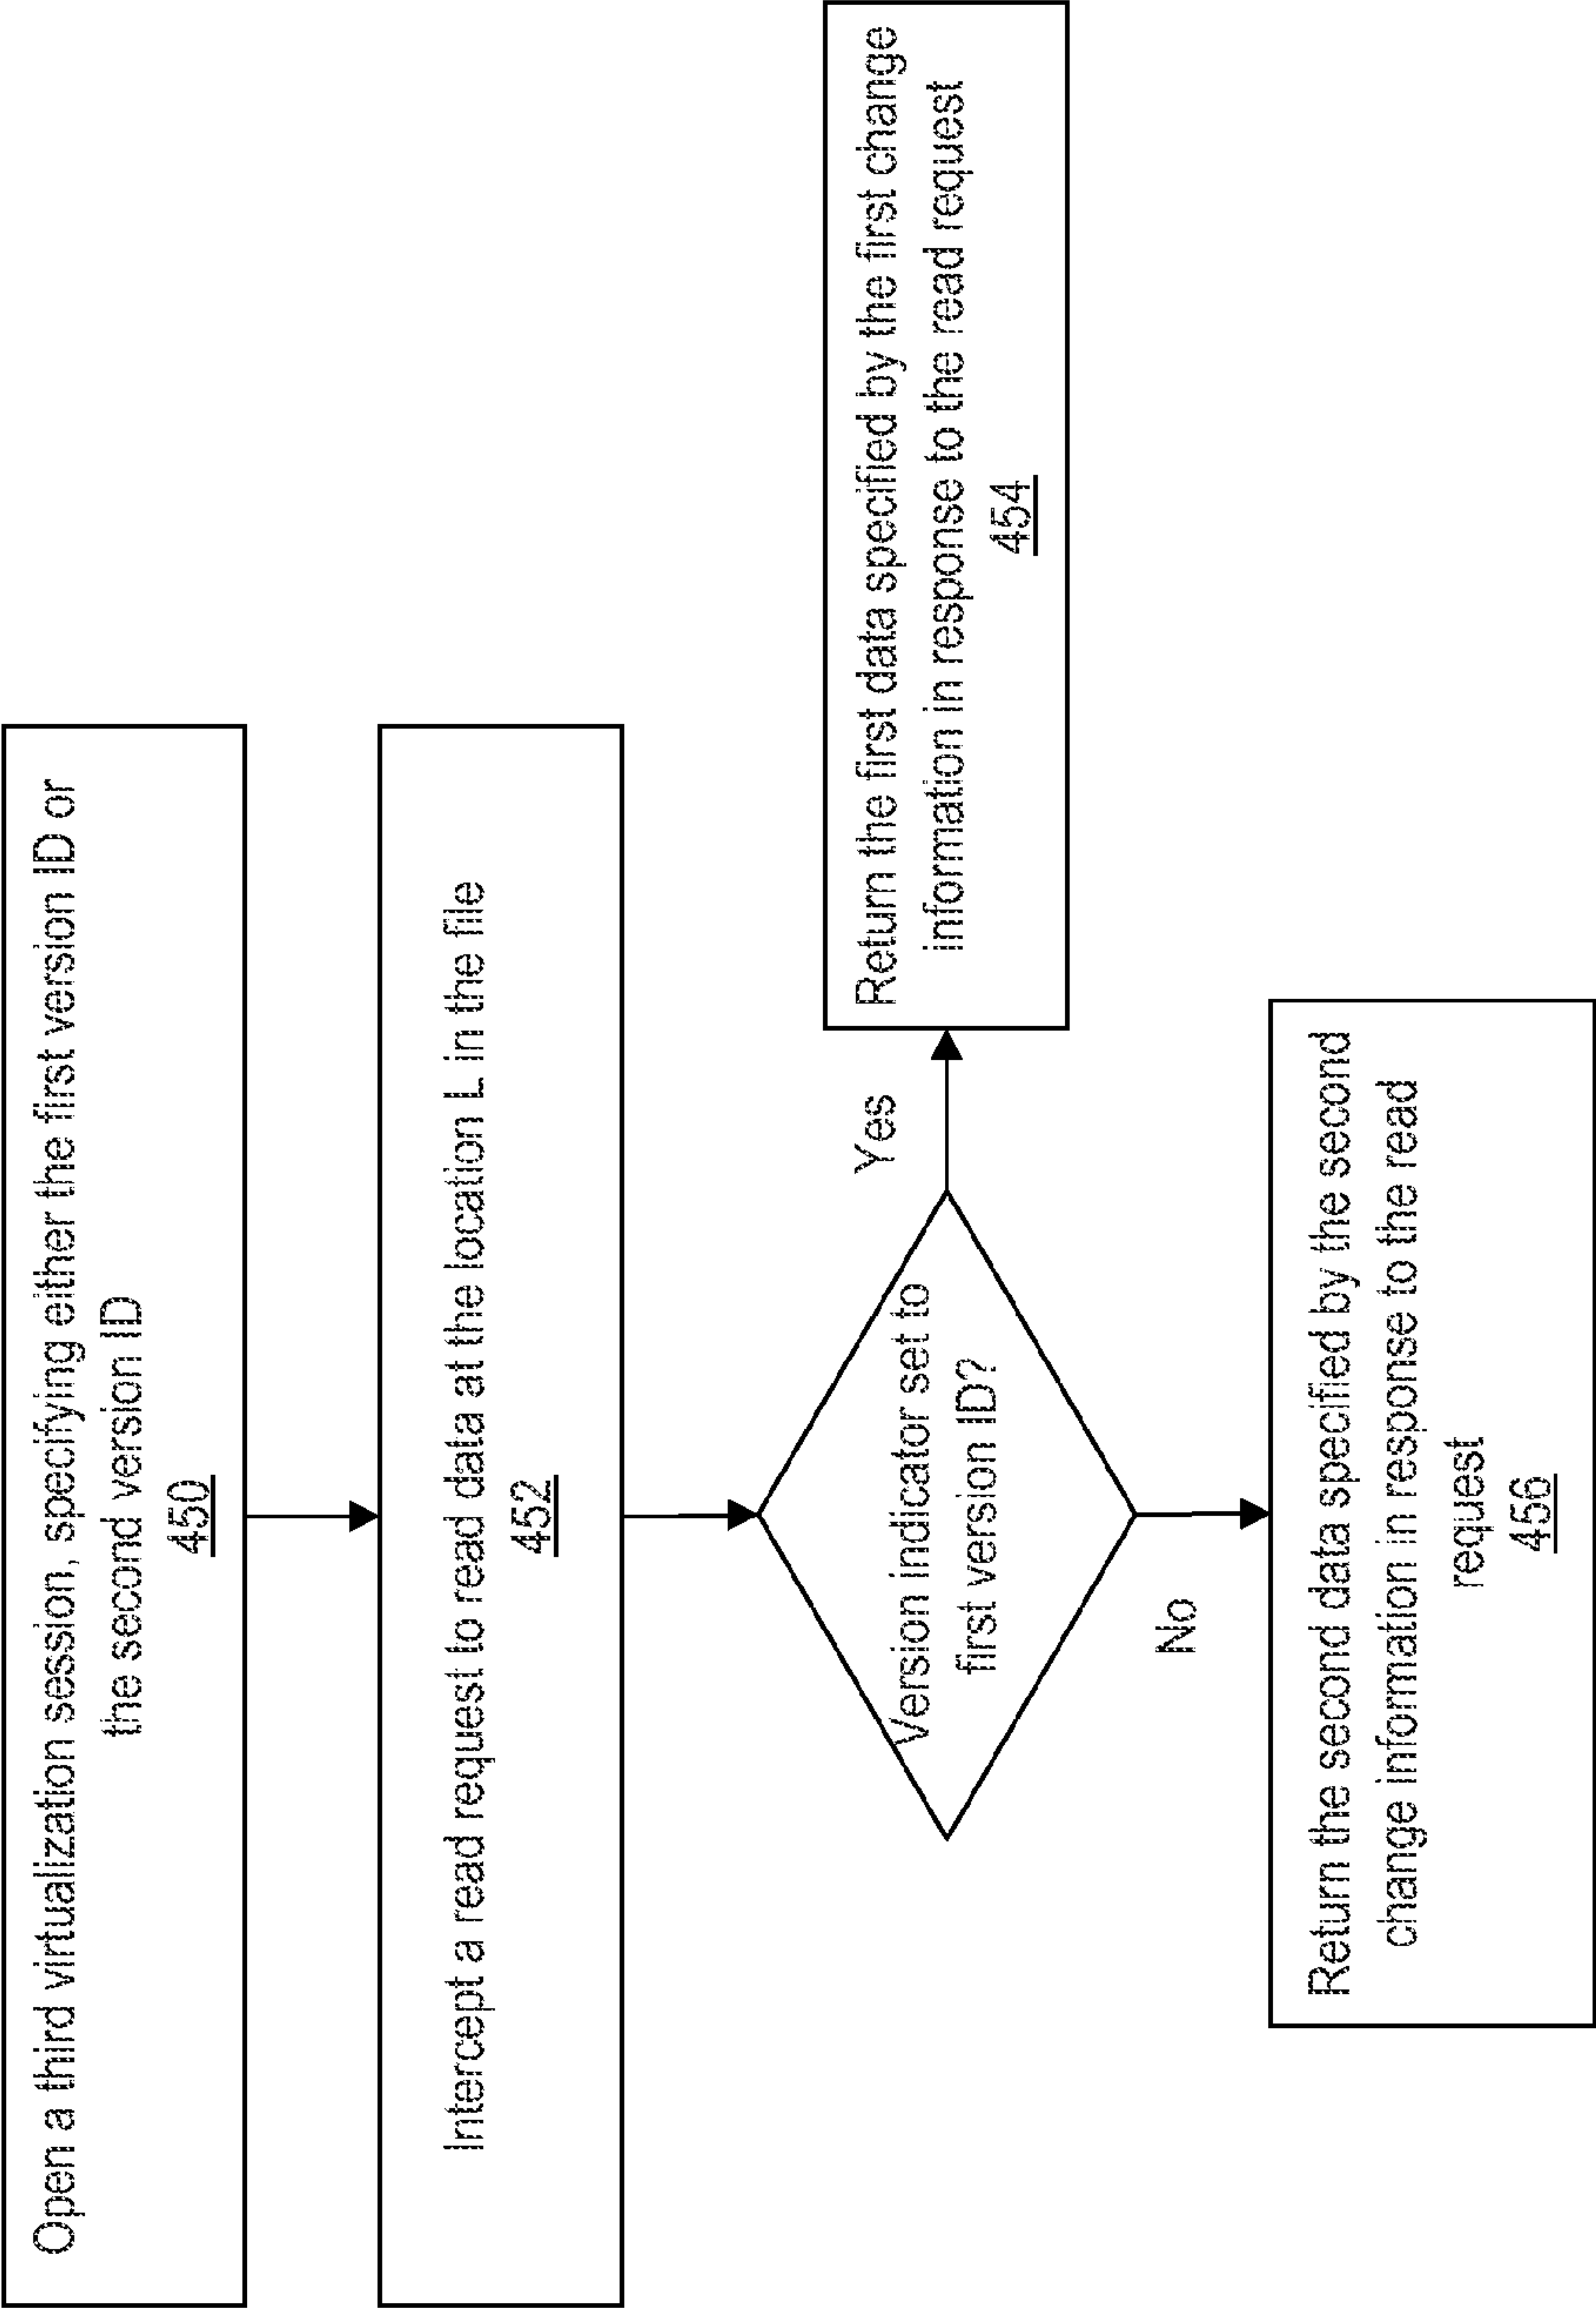 Open a third virtualization session, specifying either the first version ID or
the second version ID
450
Intercept a read request to read data at the location L in the file
452
Version indicator set to
first version ID?
Yes
Return the first data specified by the first change
information in response to the read request
454
No
Return the second data specified by the second
change information in response to the read
request
456